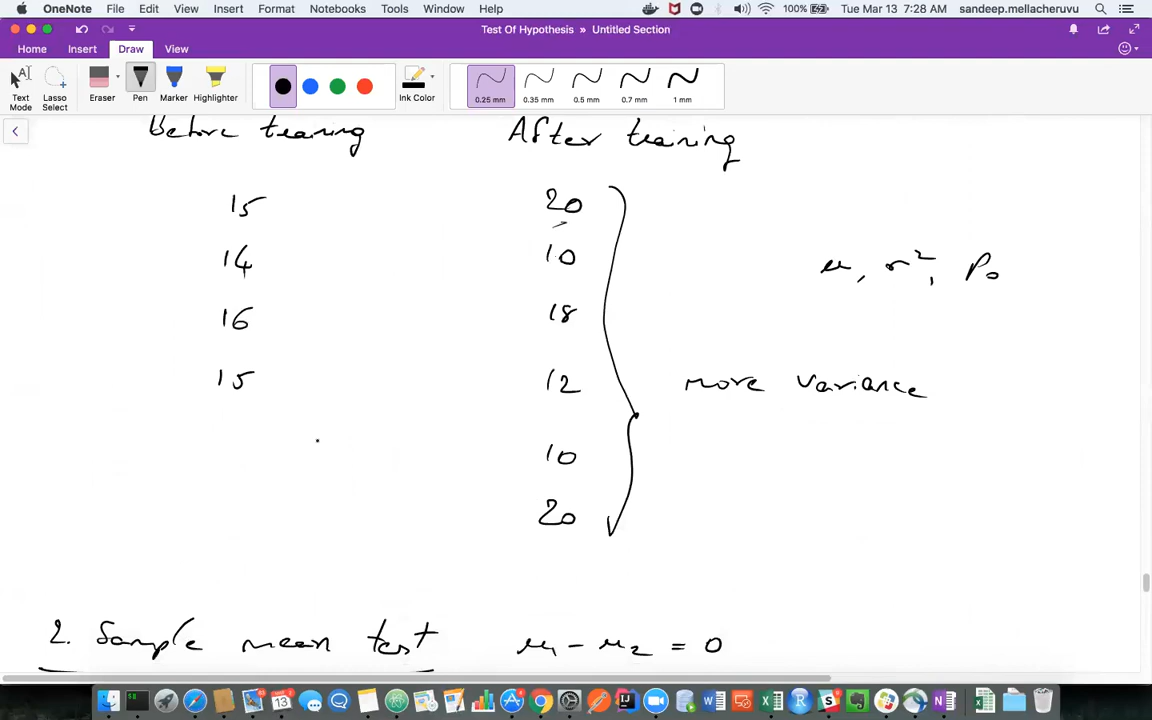 OneNote File Edit View Insert Format Notebooks Tools Window Help 100% Tue Mar 13 7:28 AM sandeep.mellacheruvu
Test Of Hypothesis » Untitled Section
Home Insert Draw View
Text Mode Lasso Select Eraser Pen Marker Highlighter Ink Color 0.25 mm 0.35 mm 0.5 mm 0.7 mm 1 mm
Before training After training
15 20
14 10
μ, σ², P₀
16 18
15 12 more variance
10
20
2. Sample mean test μ₁ - μ₂ = 0